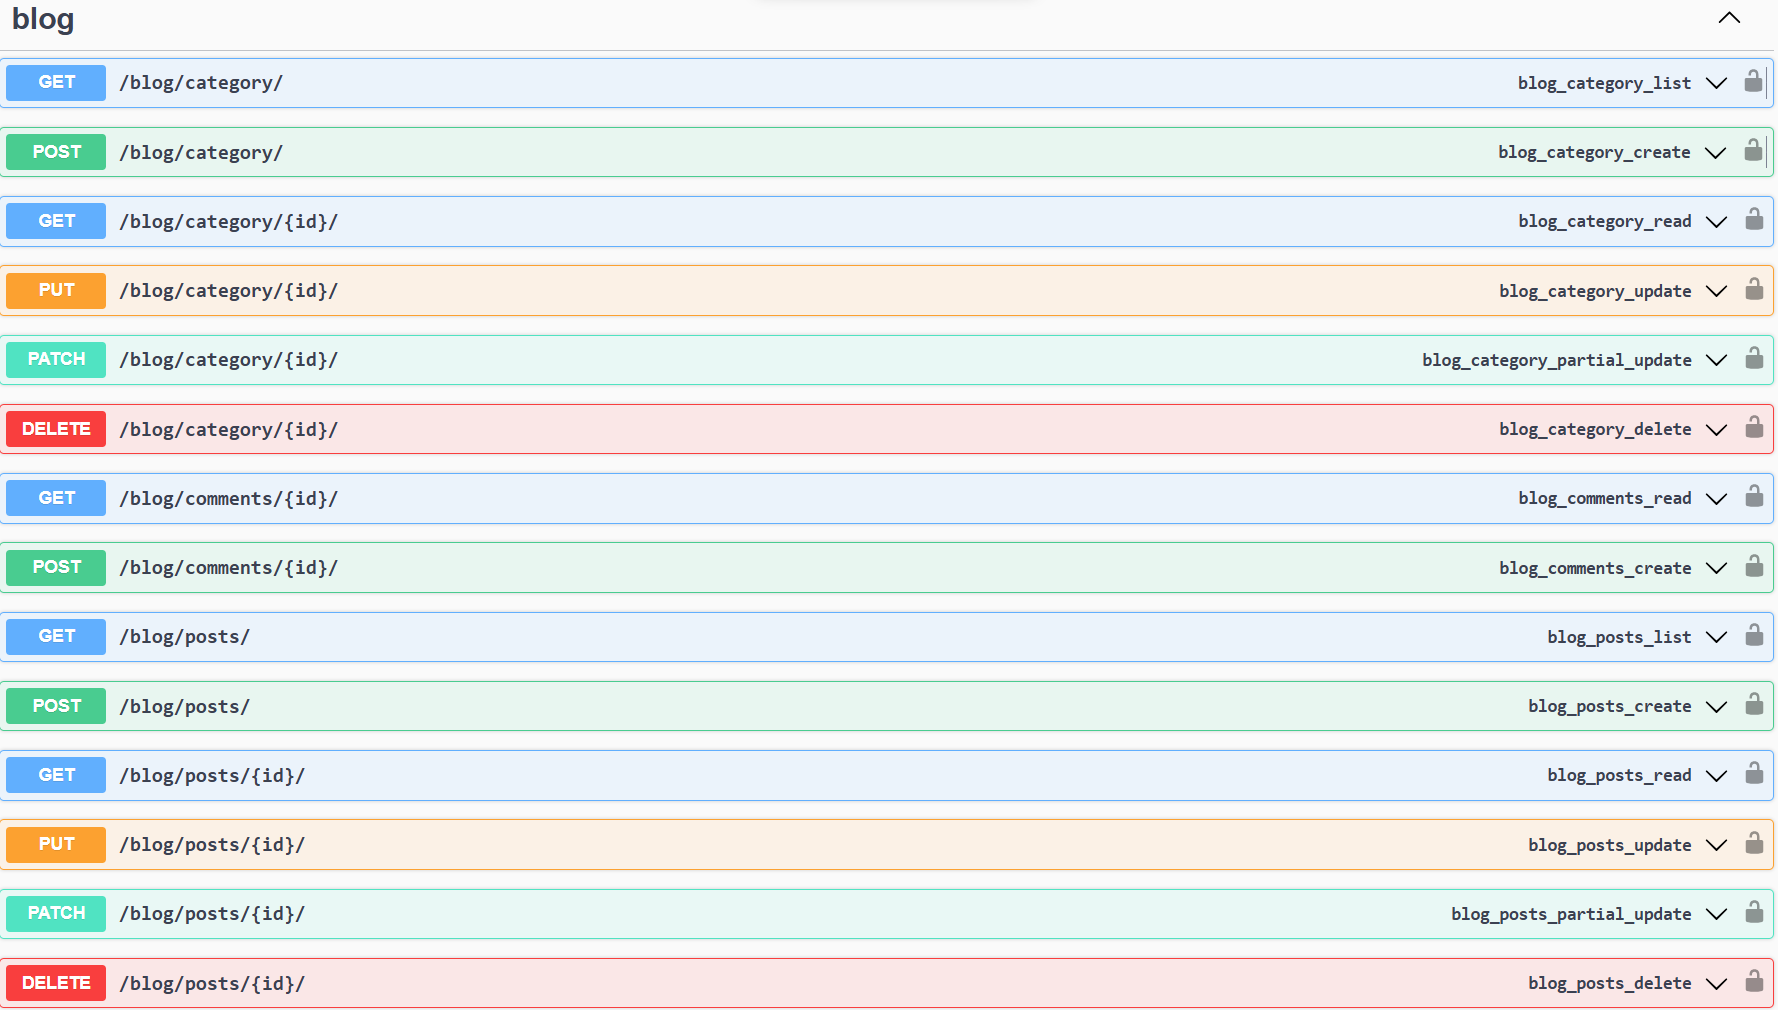 blog
GET /blog/category/ blog_category_list
POST /blog/category/ blog_category_create
GET /blog/category/{id}/ blog_category_read
PUT /blog/category/{id}/ blog_category_update
PATCH /blog/category/{id}/ blog_category_partial_update
DELETE /blog/category/{id}/ blog_category_delete
GET /blog/comments/{id}/ blog_comments_read
POST /blog/comments/{id}/ blog_comments_create
GET /blog/posts/ blog_posts_list
POST /blog/posts/ blog_posts_create
GET /blog/posts/{id}/ blog_posts_read
PUT /blog/posts/{id}/ blog_posts_update
PATCH /blog/posts/{id}/ blog_posts_partial_update
DELETE /blog/posts/{id}/ blog_posts_delete